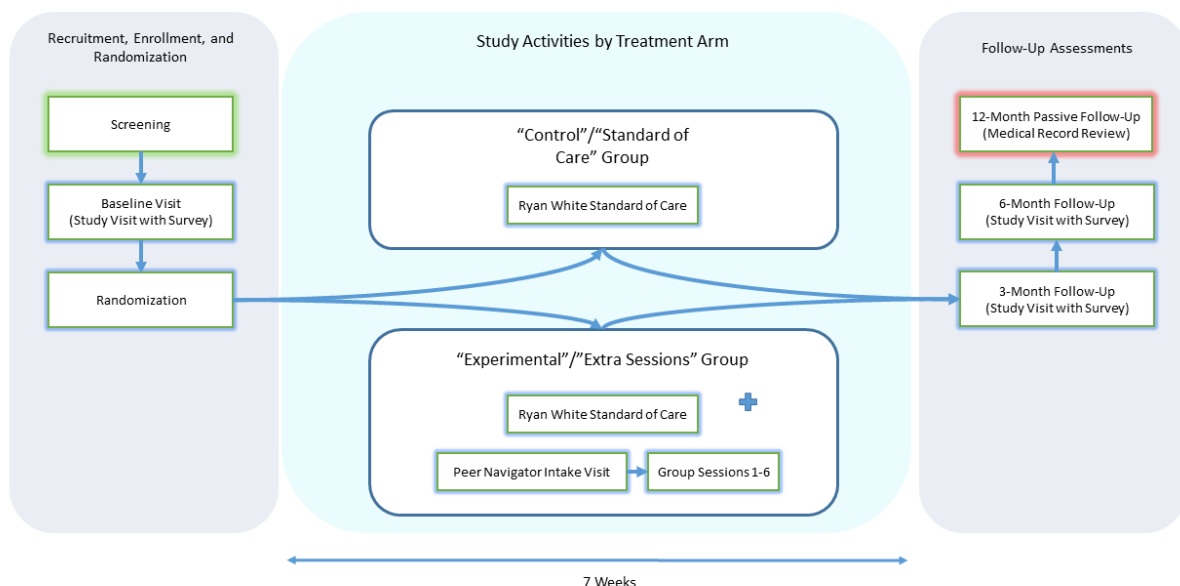 Recruitment, Enrollment, and
Randomization
Screening
Baseline Visit
(Study Visit with Survey)
Randomization
Study Activities by Treatment Arm
“Control”/“Standard of
Care” Group
Ryan White Standard of Care
“Experimental”/”Extra Sessions” Group
Ryan White Standard of Care
Peer Navigator Intake Visit
Group Sessions 1-6
Follow-Up Assessments
12-Month Passive Follow-Up
(Medical Record Review)
6-Month Follow-Up
(Study Visit with Survey)
3-Month Follow-Up
(Study Visit with Survey)
7 Weeks